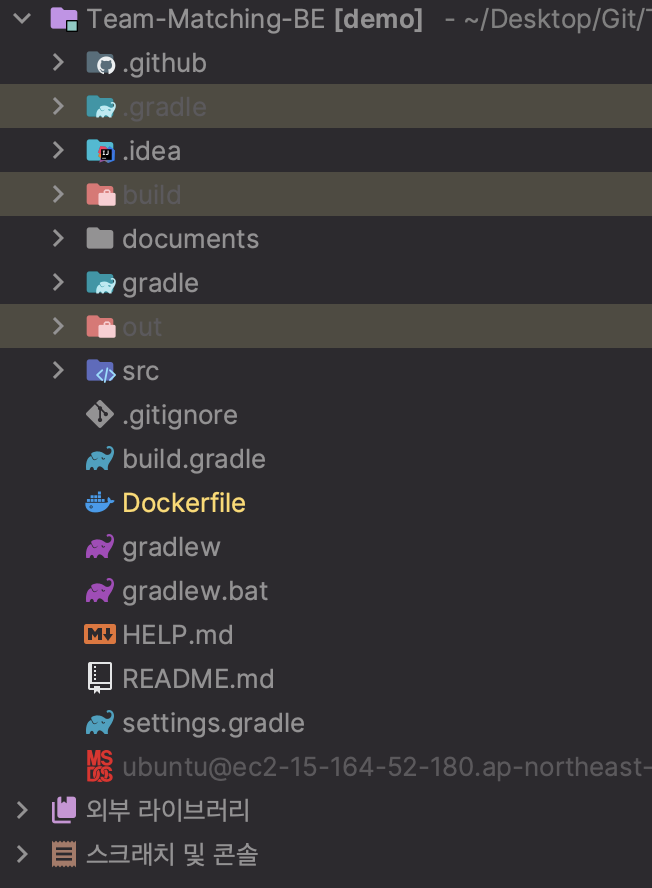 Team-Matching-BE [demo] - ~/Desktop/Git/T
.github
.gradle
.idea
build
documents
gradle
out
src
.gitignore
build.gradle
Dockerfile
gradlew
gradlew.bat
HELP.md
README.md
settings.gradle
ubuntu@ec2-15-164-52-180.ap-northeast-
외부 라이브러리
스크래치 및 콘솔